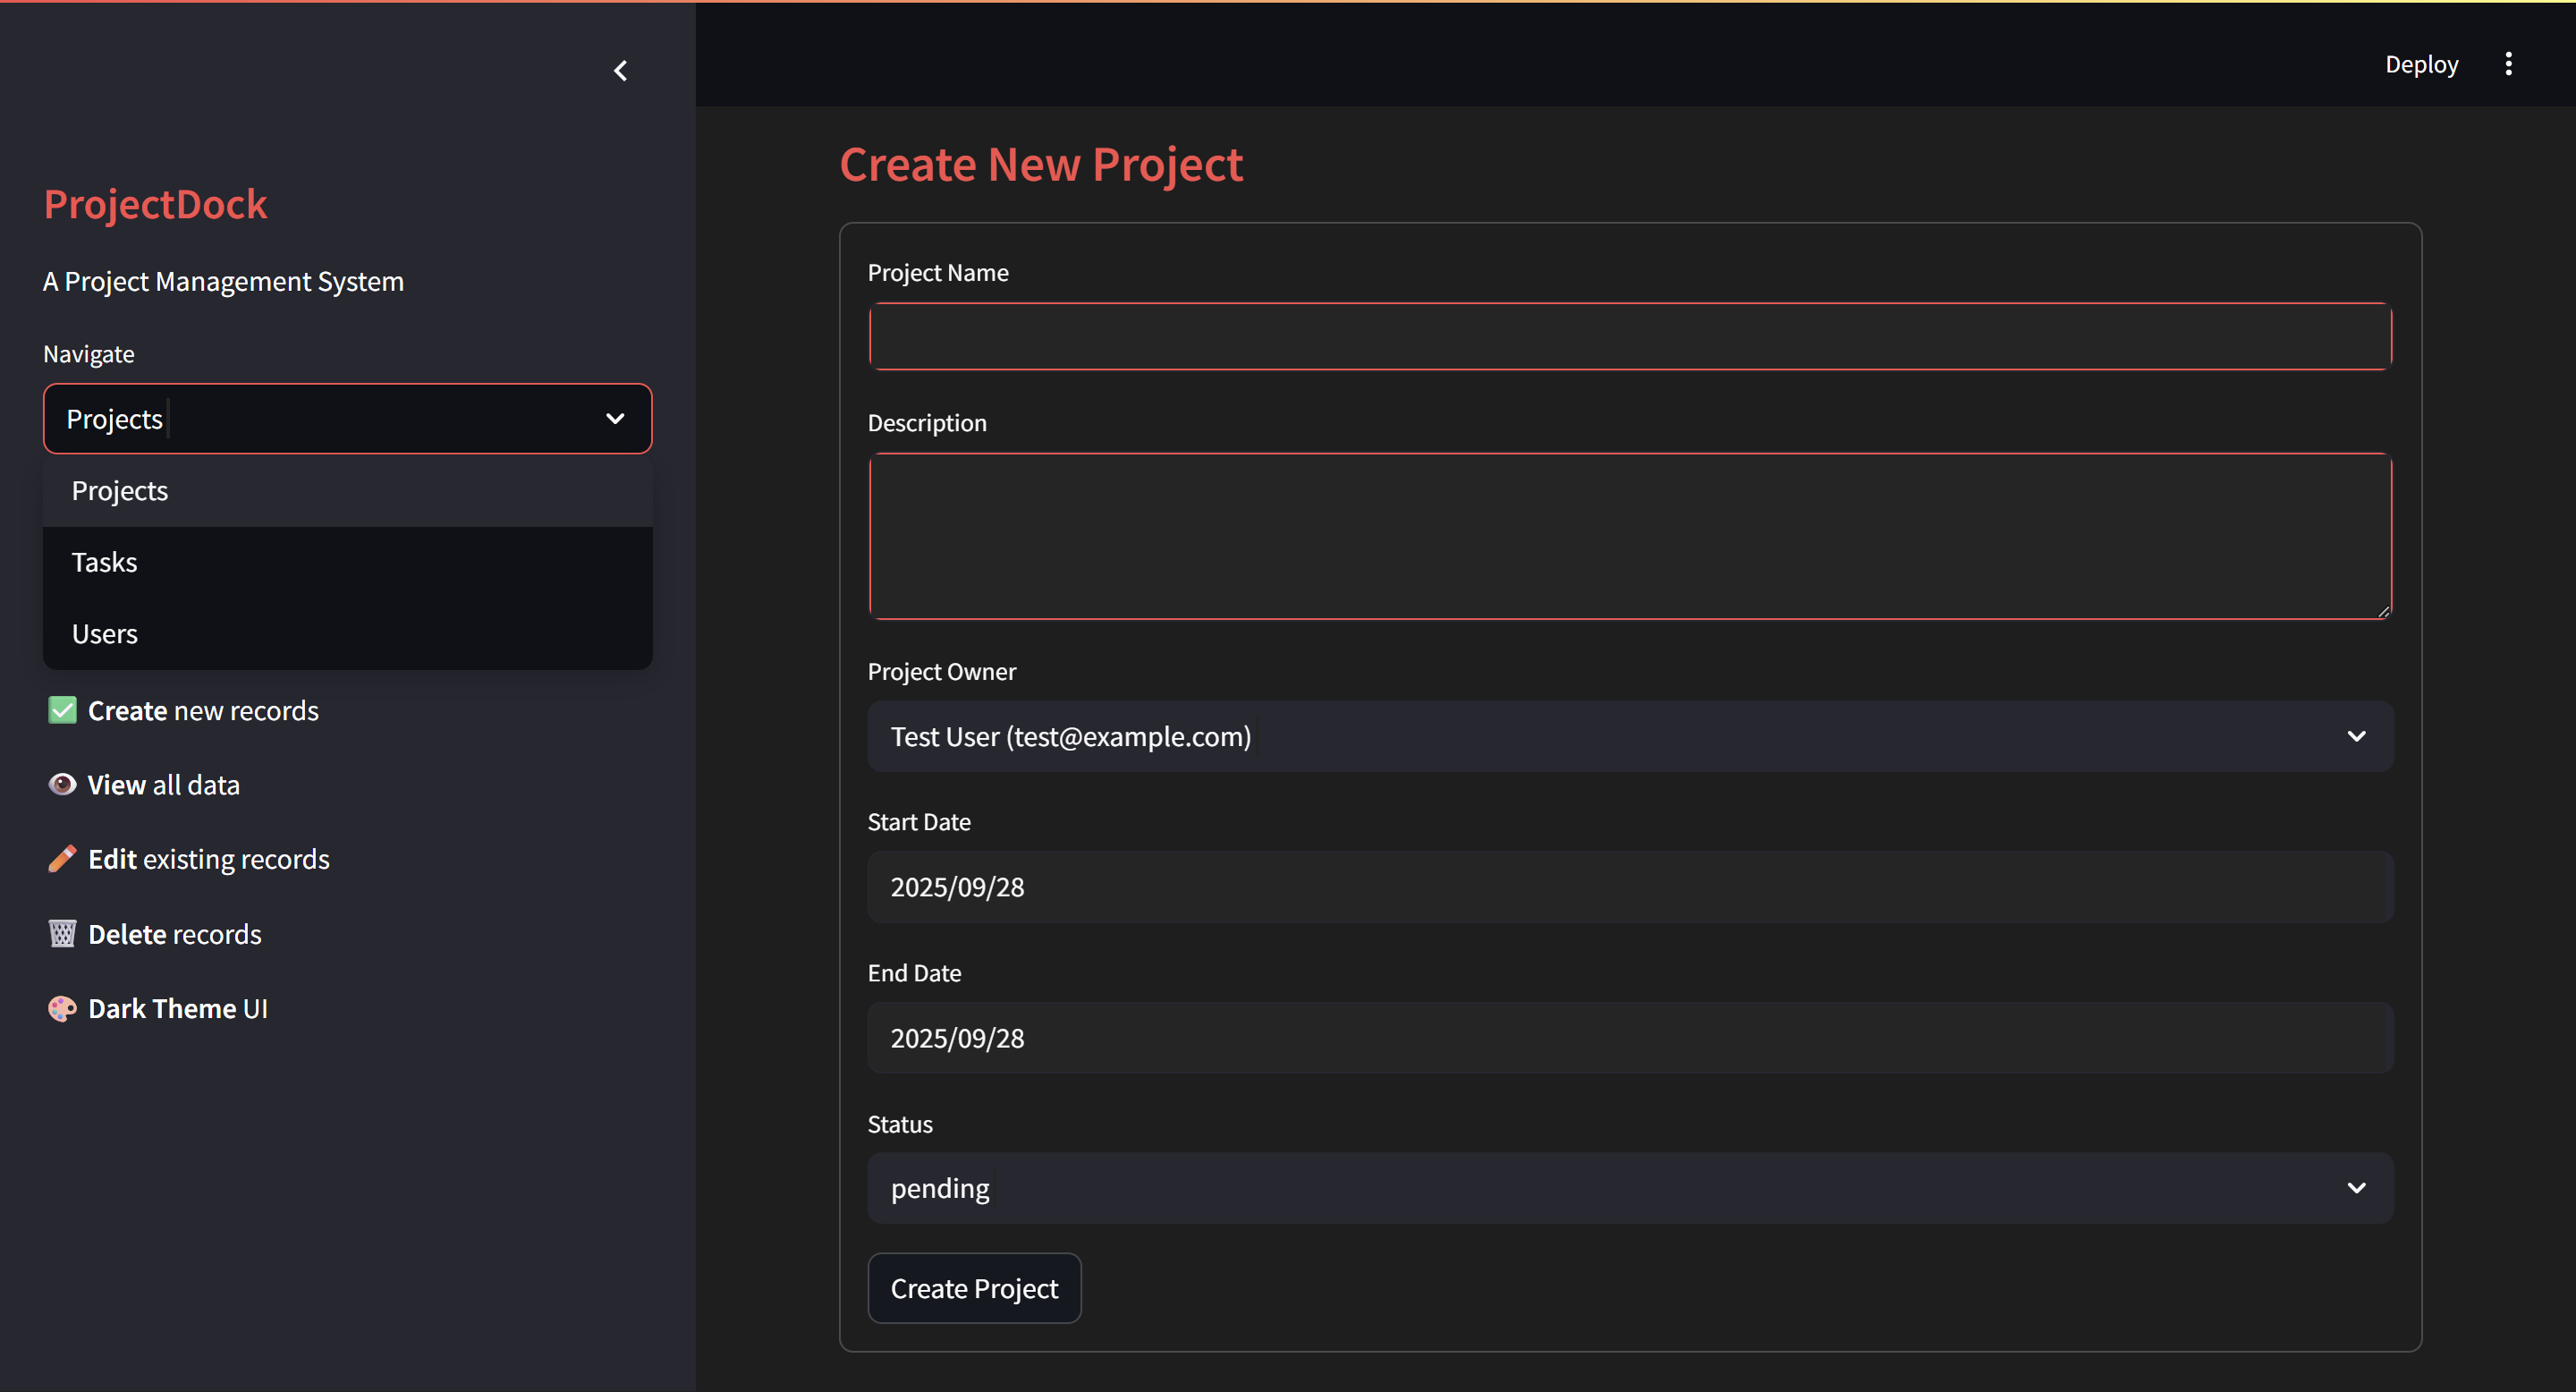 Deploy
ProjectDock
A Project Management System
Navigate
Projects
Projects
Tasks
Users
Create new records
View all data
Edit existing records
Delete records
Dark Theme UI
Create New Project
Project Name
Description
Project Owner
Test User (test@example.com)
Start Date
2025/09/28
End Date
2025/09/28
Status
pending
Create Project